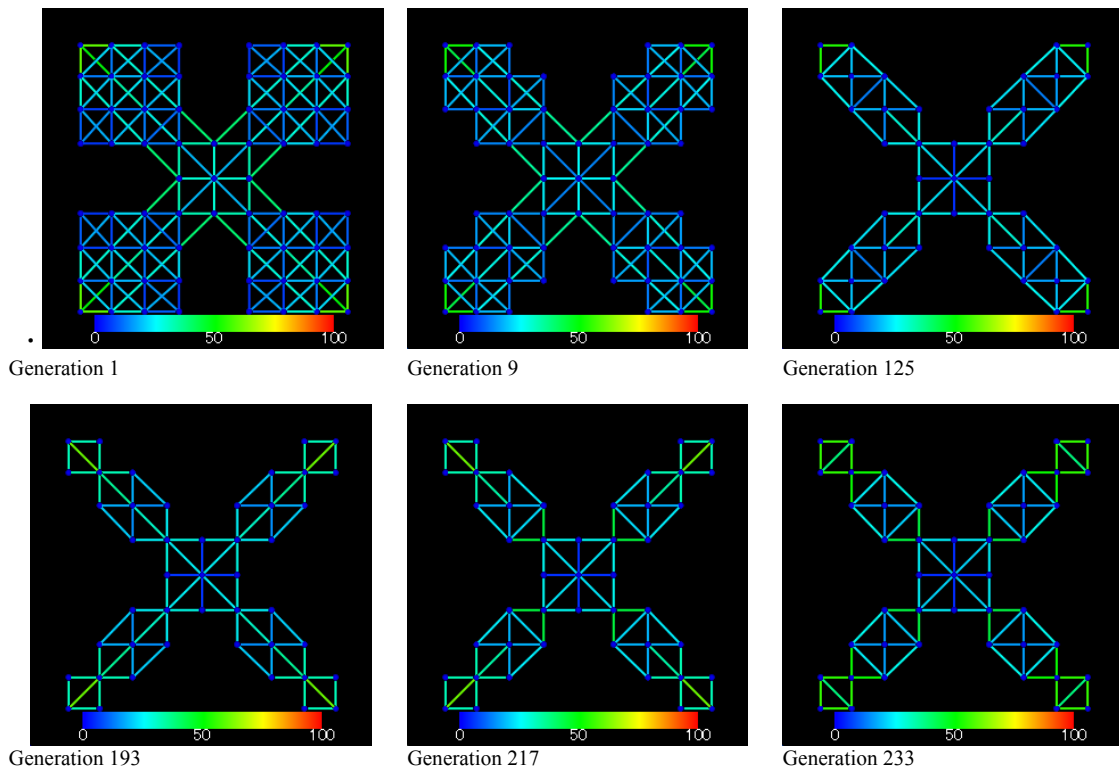 0 50 100
0 50 100
0 50 100
Generation 1
Generation 9
Generation 125
0 50 100
0 50 100
0 50 100
Generation 193
Generation 217
Generation 233